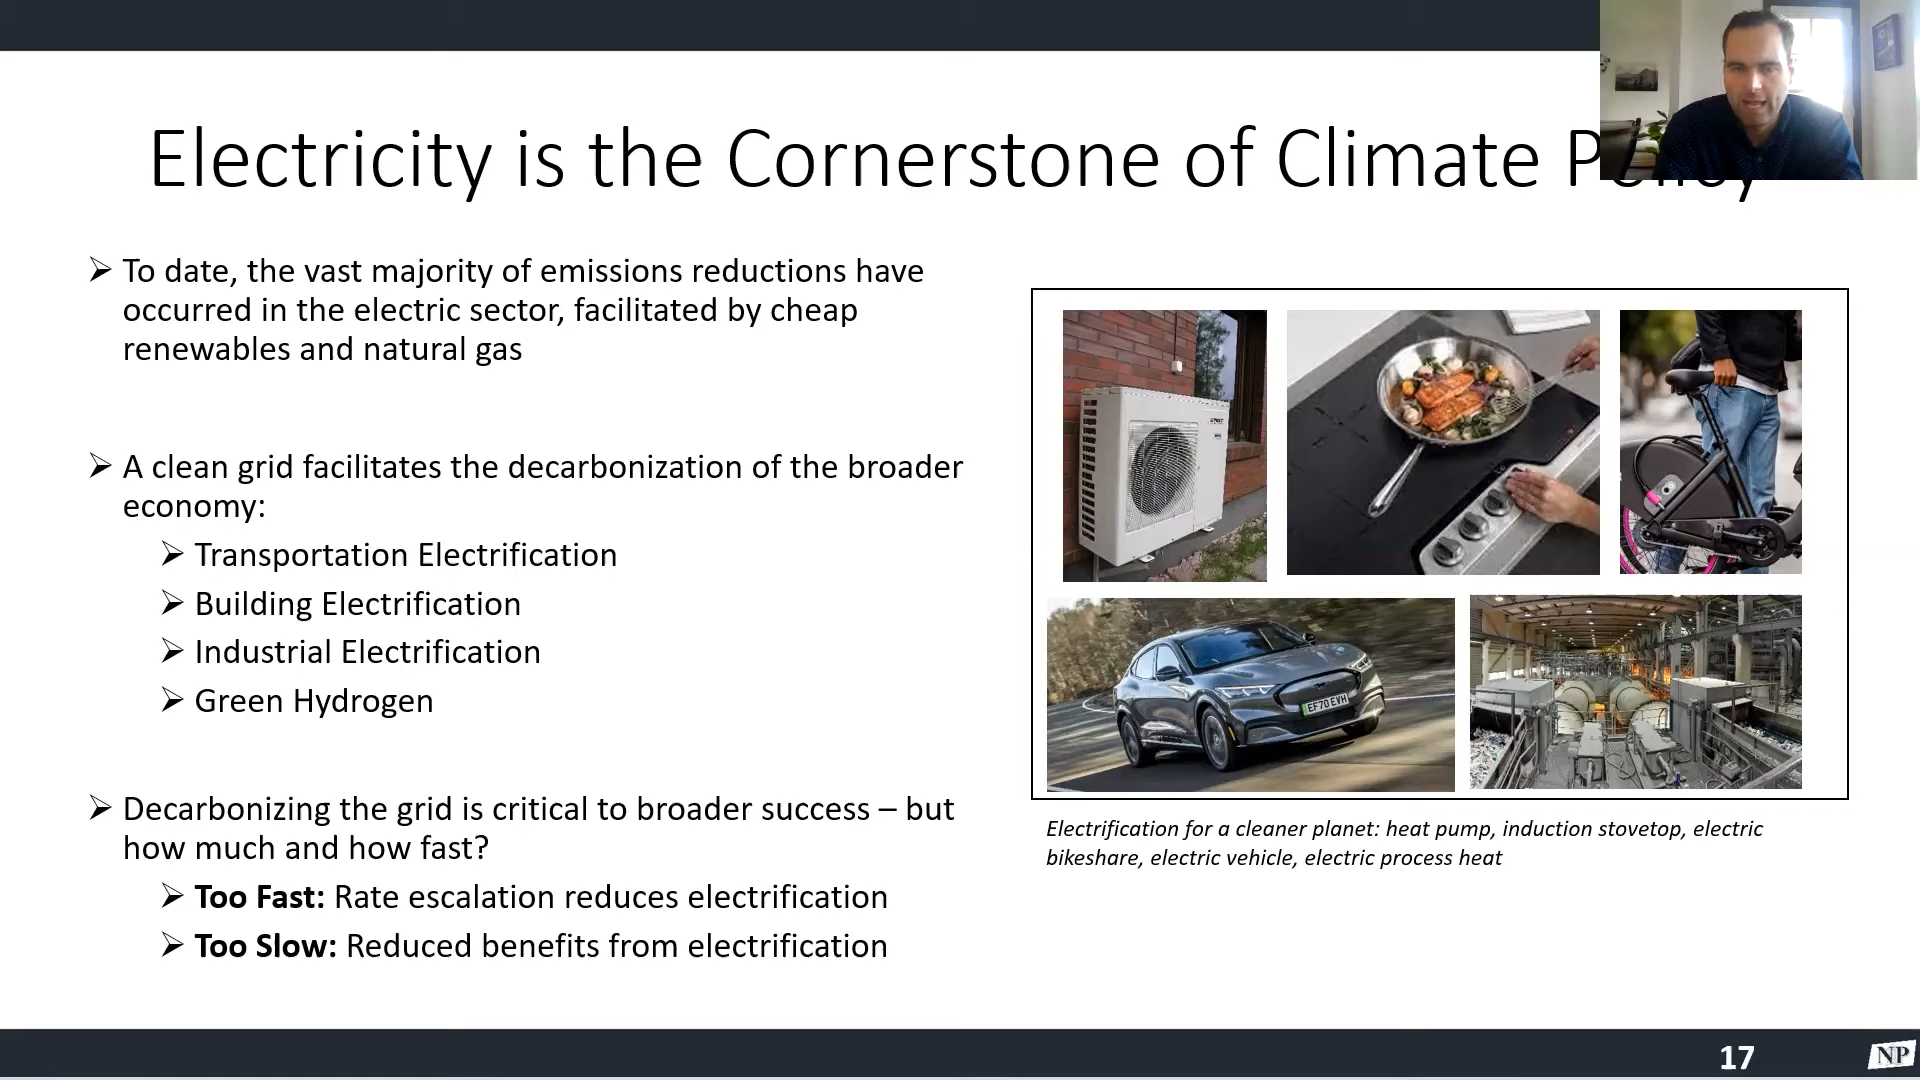 Electricity is the Cornerstone of Climate Policy
➢ To date, the vast majority of emissions reductions have
occurred in the electric sector, facilitated by cheap
renewables and natural gas
➢ A clean grid facilitates the decarbonization of the broader
economy:
➢ Transportation Electrification
➢ Building Electrification
➢ Industrial Electrification
➢ Green Hydrogen
➢ Decarbonizing the grid is critical to broader success – but
how much and how fast?
➢ Too Fast: Rate escalation reduces electrification
➢ Too Slow: Reduced benefits from electrification
EF70 EVH
Electrification for a cleaner planet: heat pump, induction stovetop, electric
bikeshare, electric vehicle, electric process heat
17
NP